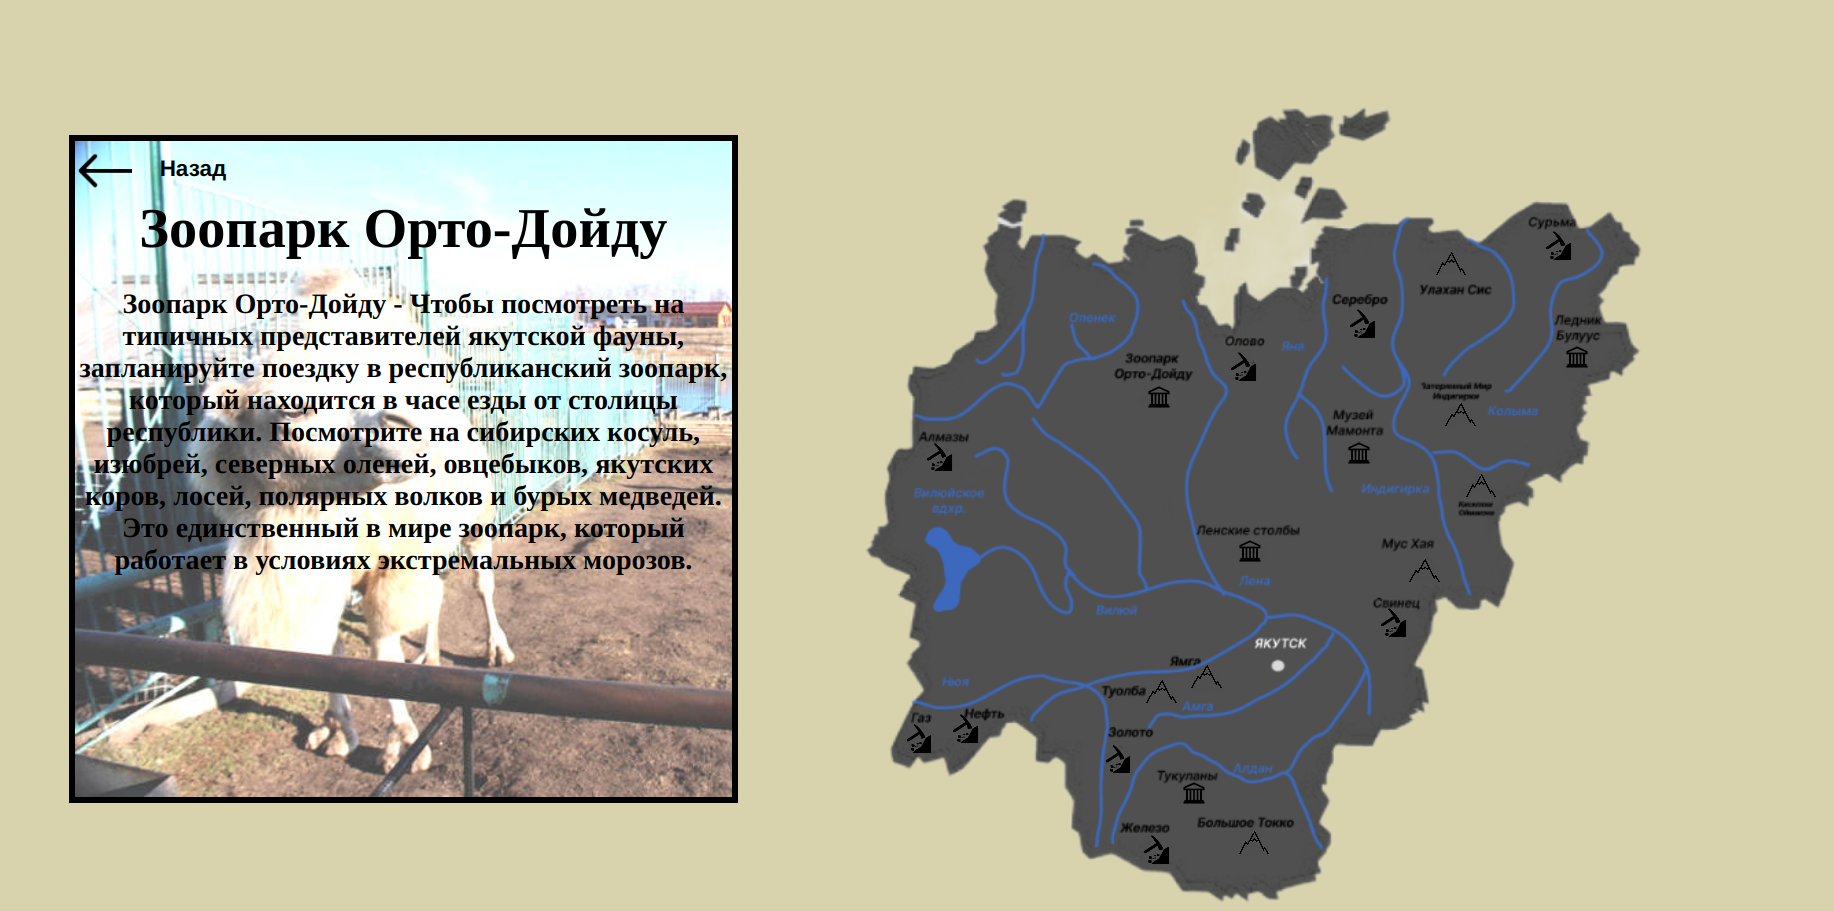 Назад
Зоопарк Орто-Дойду
Зоопарк Орто-Дойду - Чтобы посмотреть на
типичных представителей якутской фауны,
запланируйте поездку в республиканский зоопарк,
который находится в часе езды от столицы
республики. Посмотрите на сибирских косуль,
изюбрей, северных оленей, овцебыков, якутских
коров, лосей, полярных волков и бурых медведей.
Это единственный в мире зоопарк, который
работает в условиях экстремальных морозов.
Сурьма
Улахан Сис
Серебро
Ледник
Булуус
Оленек
Олово
Яна
Зоопарк
Орто-Дойду
Затерянный Мир
Индигирки
Колыма
Музей
Мамонта
Алмазы
Вилюйское
вдхр.
Индигирка
Ленские столбы
Мус Хая
Лена
Вилюй
Свинец
ЯКУТСК
Ямга
Нюя
Туолба
Амга
Газ
Нефть
Золото
Алдан
Тукуланы
Железо
Большое Токко